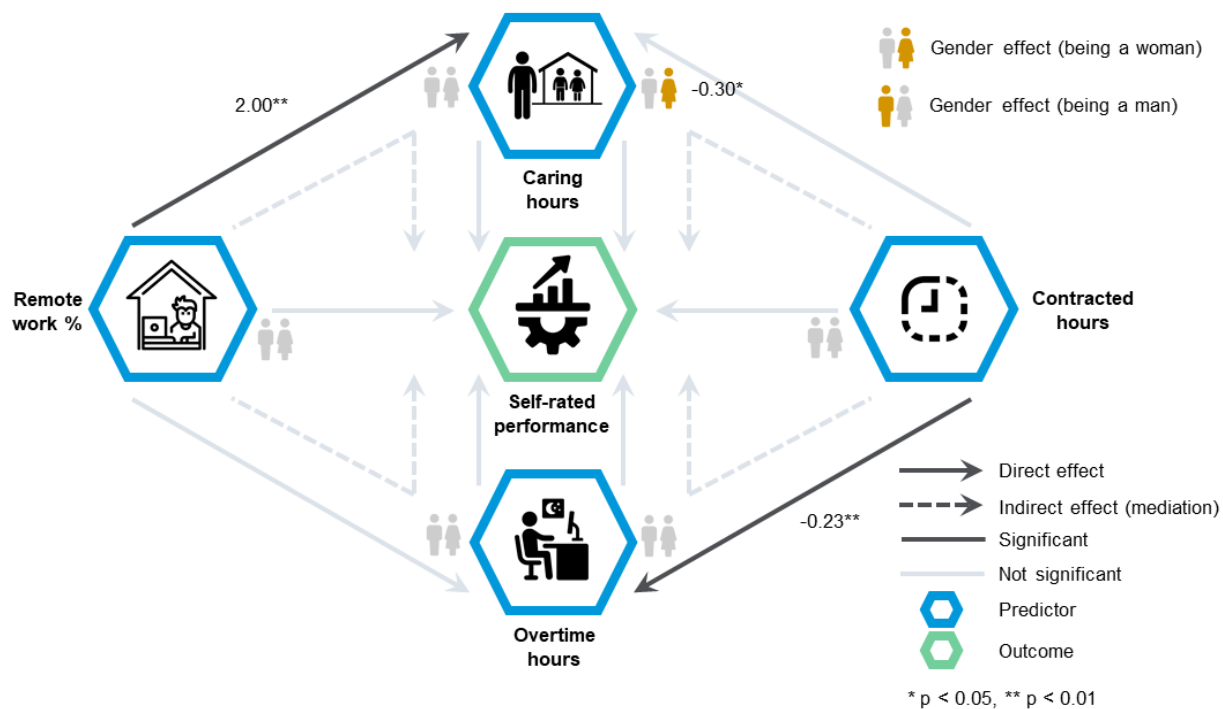 Gender effect (being a woman)
Gender effect (being a man)
2.00**
-0.30*
Caring
hours
Remote
work %
Contracted
hours
Self-rated
performance
-0.23**
Overtime
hours
Direct effect
Indirect effect (mediation)
Significant
Not significant
Predictor
Outcome
* p < 0.05, ** p < 0.01